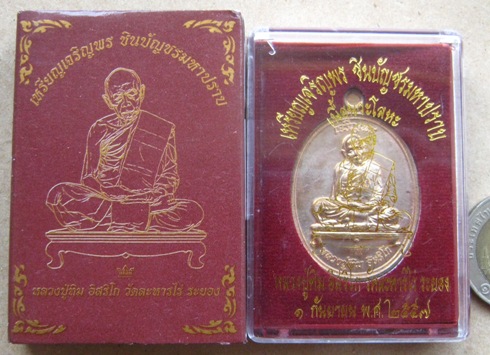 เหรียญเจริญพร ชินบัญชรมหาปราบ
หลวงปู่ทิม อิสริโก วัดละหารไร่ ระยอง
เหรียญเจริญพร ชินบัญชรมหาปราบ
หลวงปู่ทิม อิสริโก วัดละหารไร่ ระยอง
๑ กันยายน พ.ศ.๒๕๕๗